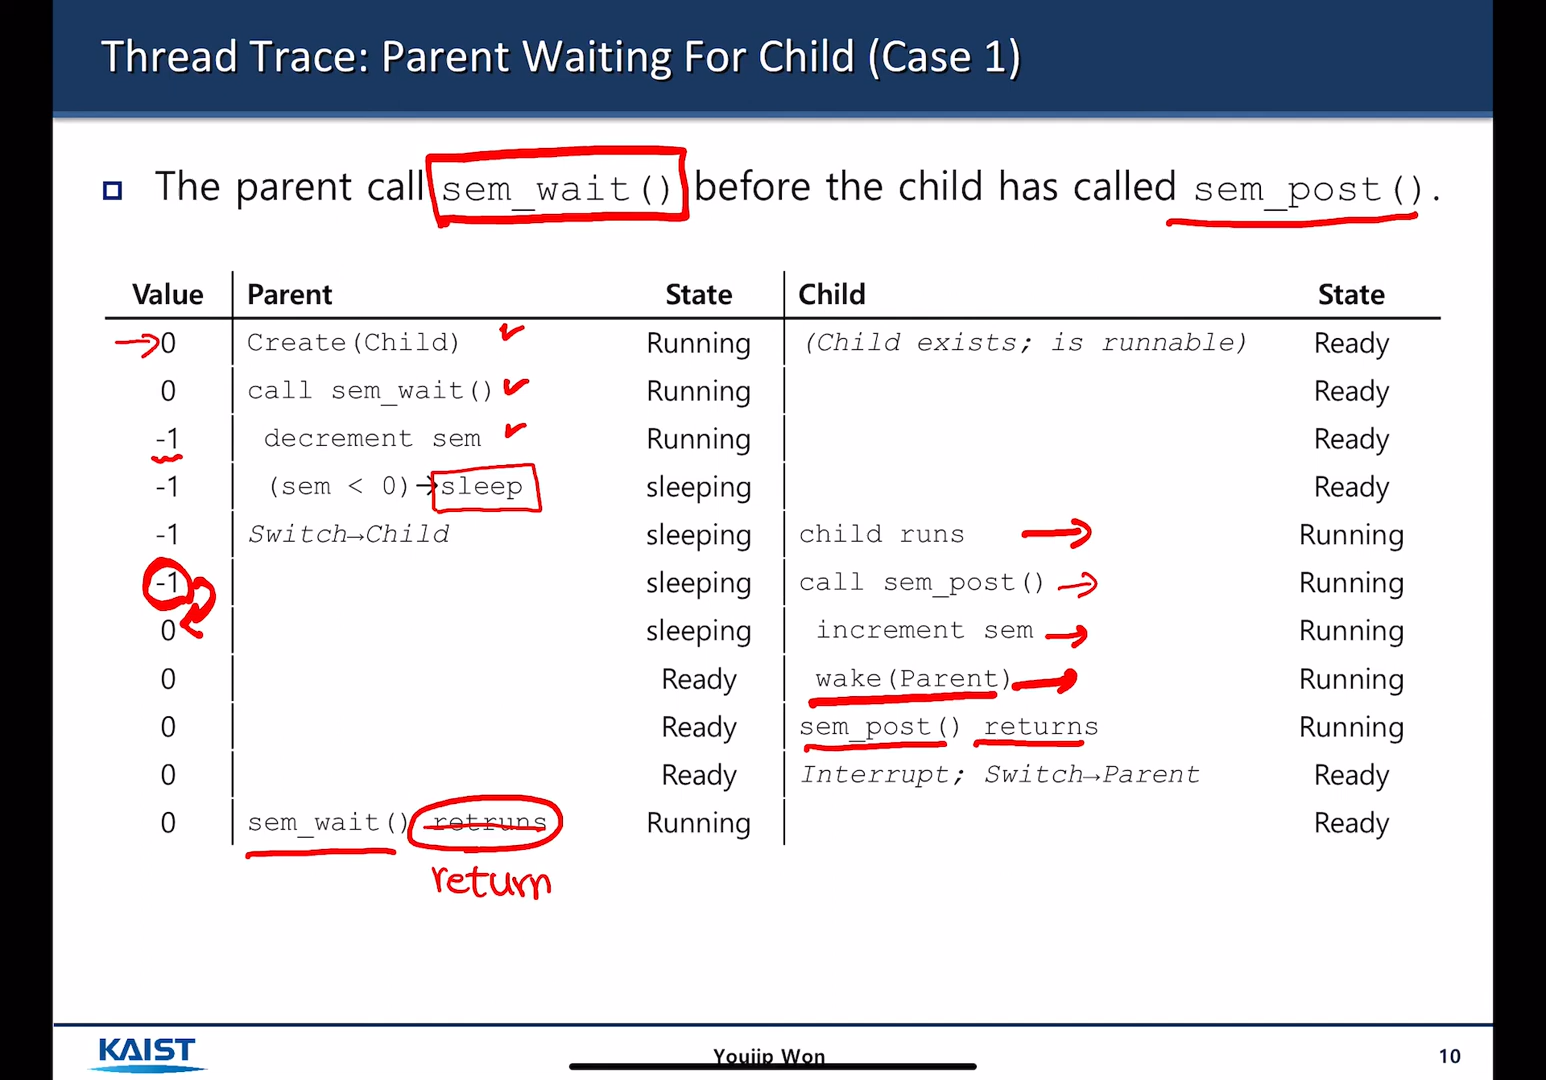 Thread Trace: Parent Waiting For Child (Case 1)
The parent call sem_wait() before the child has called sem_post().
Value Parent State Child State
0 Create(Child) Running (Child exists; is runnable) Ready
0 call sem_wait() Running Ready
-1 decrement sem Running Ready
-1 (sem < 0)→sleep sleeping Ready
-1 Switch→Child sleeping child runs Running
-1 sleeping call sem_post() Running
0 sleeping increment sem Running
0 Ready wake(Parent) Running
0 Ready sem_post() returns Running
0 Ready Interrupt; Switch→Parent Ready
0 sem_wait() retruns Running Ready
return
KAIST Youjip Won 10